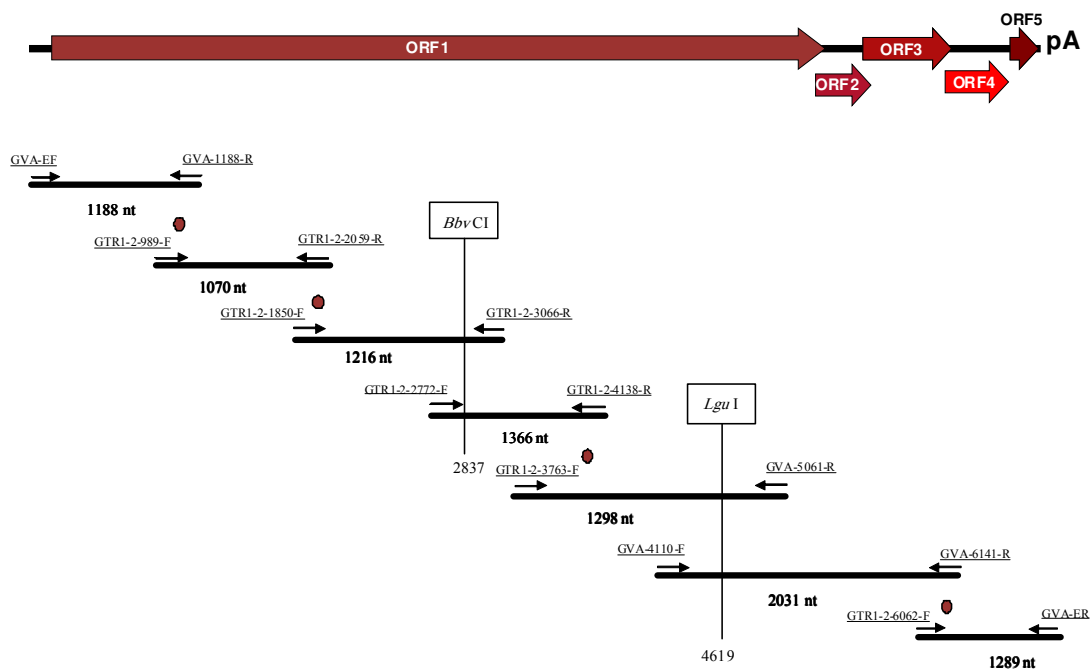 ORF5
pA
ORF1
ORF3
ORF2
ORF4
GVA-EF
GVA-1188-R
1188 nt
BbvCI
GTR1-2-989-F
GTR1-2-2059-R
1070 nt
GTR1-2-1850-F
GTR1-2-3066-R
1216 nt
GTR1-2-2772-F
GTR1-2-4138-R
LguI
1366 nt
2837
GTR1-2-3763-F
GVA-5061-R
1298 nt
GVA-4110-F
GVA-6141-R
2031 nt
GTR1-2-6062-F
GVA-ER
4619
1289 nt